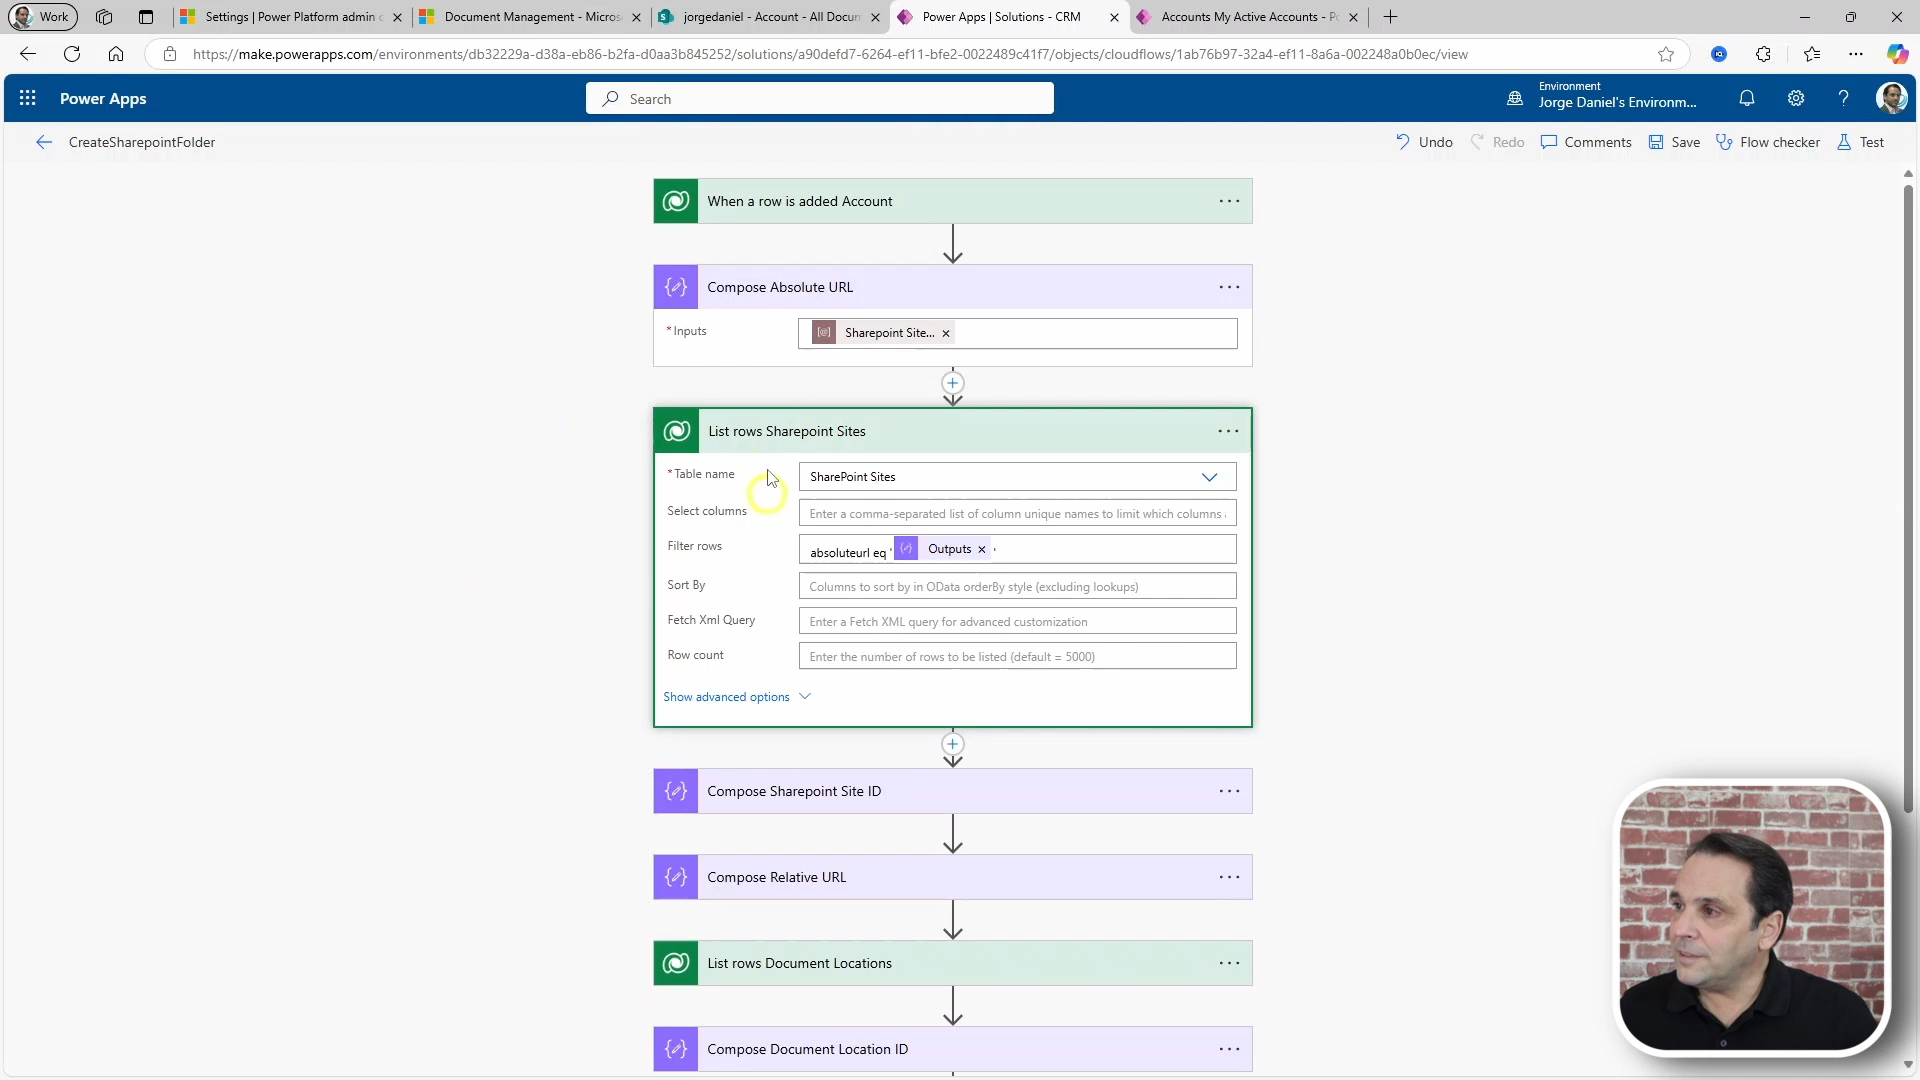 Work
Settings | Power Platform admin c
Document Management - Micros
jorgedaniel - Account - All Docun
Power Apps | Solutions - CRM
Accounts My Active Accounts - Po
https://make.powerapps.com/environments/db32229a-d38a-eb86-b2fa-d0aa3b845252/solutions/a90defd7-6264-ef11-bfe2-0022489c41f7/objects/cloudflows/1ab76b97-32a4-ef11-8a6a-002248a0b0ec/view
Power Apps
Search
Environment
Jorge Daniel's Environm...
CreateSharepointFolder
Undo
Redo
Comments
Save
Flow checker
Test
When a row is added Account
Compose Absolute URL
* Inputs
Sharepoint Site...
List rows Sharepoint Sites
* Table name
SharePoint Sites
Select columns
Enter a comma-separated list of column unique names to limit which columns
Filter rows
absoluteurl eq ' Outputs '
Sort By
Columns to sort by in OData orderBy style (excluding lookups)
Fetch Xml Query
Enter a Fetch XML query for advanced customization
Row count
Enter the number of rows to be listed (default = 5000)
Show advanced options
Compose Sharepoint Site ID
Compose Relative URL
List rows Document Locations
Compose Document Location ID